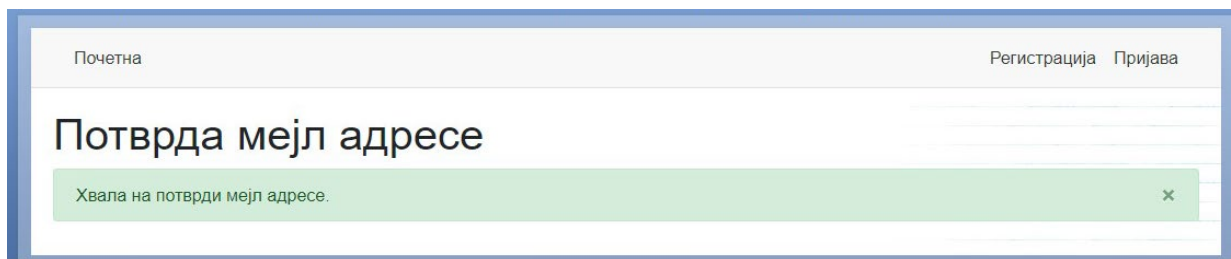 Почетна
Регистрација Пријава
Потврда мејл адресе
Хвала на потврди мејл адресе.
×